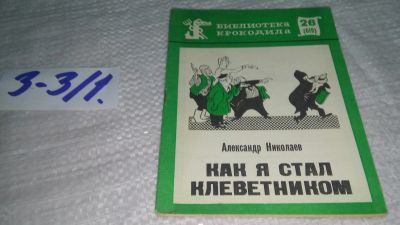 3-3/1.
БИБЛИОТЕКА
КРОКОДИЛА
26
Александр Николаев
КАК Я СТАЛ
КЛЕВЕТНИКОМ